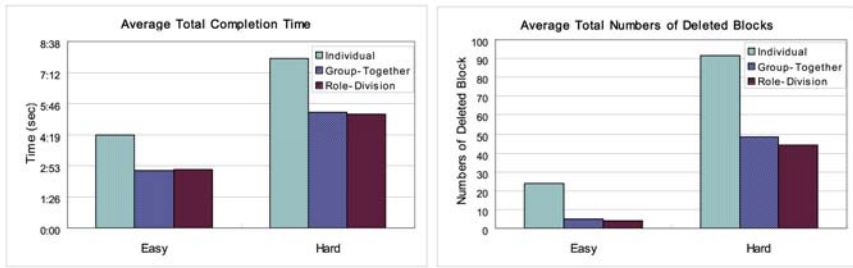 Average Total Completion Time
8:38
7:12
5:46
4:19
2:53
1:26
0:00
Time (sec)
Individual
Group-Together
Role-Division
Easy
Hard
Average Total Numbers of Deleted Blocks
100
90
80
70
60
50
40
30
20
10
0
Numbers of Deleted Block
Individual
Group-Together
Role-Division
Easy
Hard